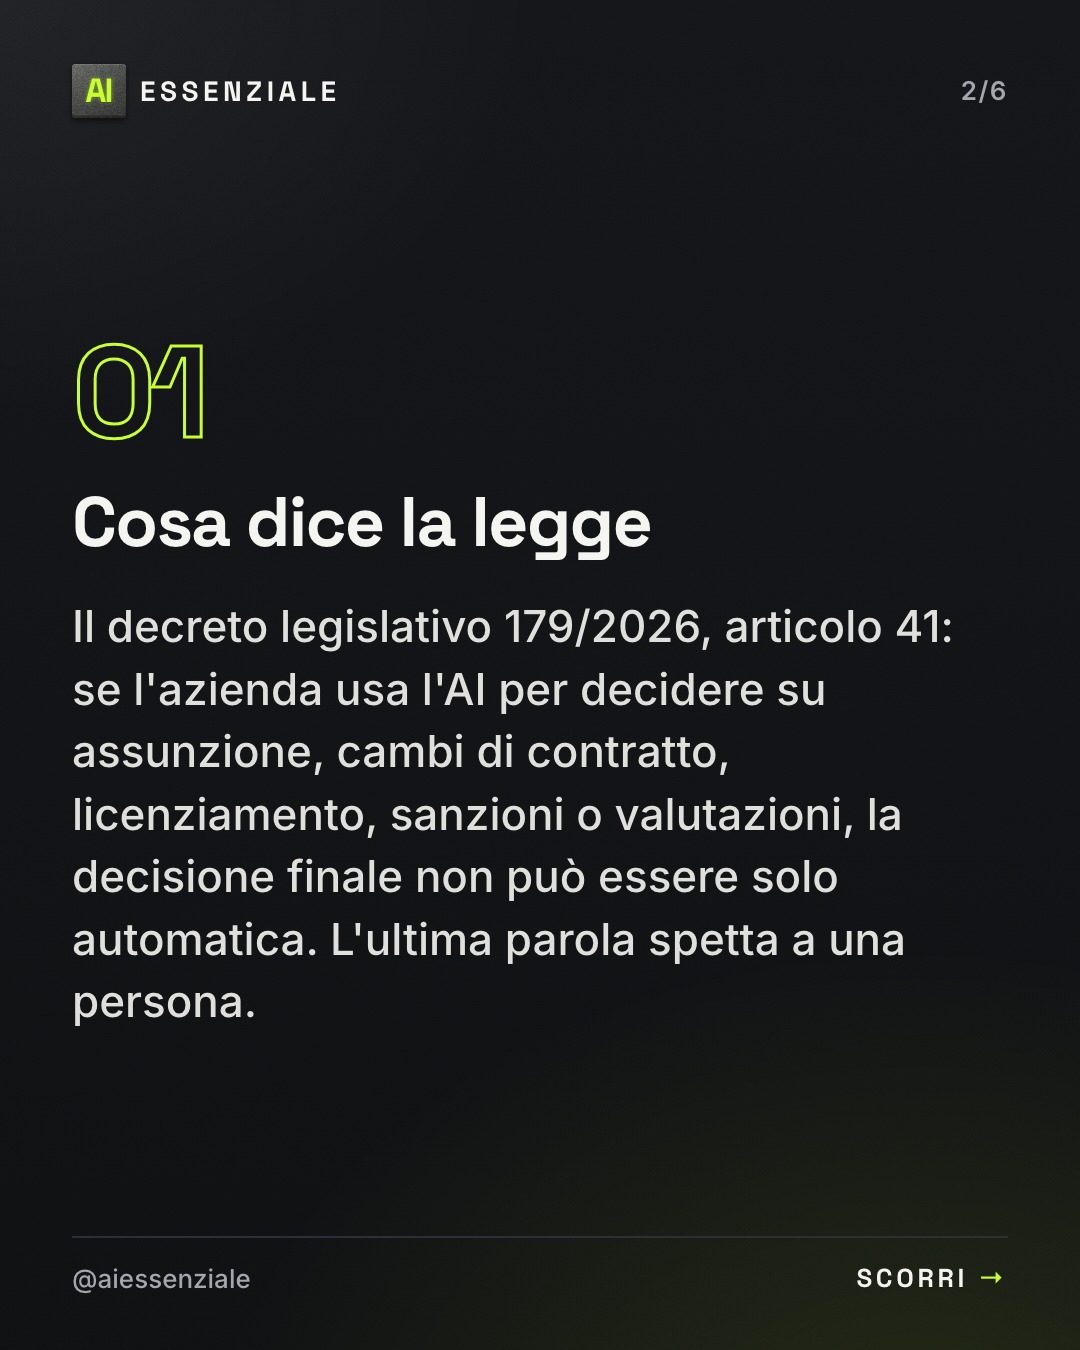 AI ESSENZIALE
2/6
01
Cosa dice la legge
Il decreto legislativo 179/2026, articolo 41:
se l'azienda usa l'AI per decidere su
assunzione, cambi di contratto,
licenziamento, sanzioni o valutazioni, la
decisione finale non può essere solo
automatica. L'ultima parola spetta a una
persona.
@aiessenziale
SCORRI →